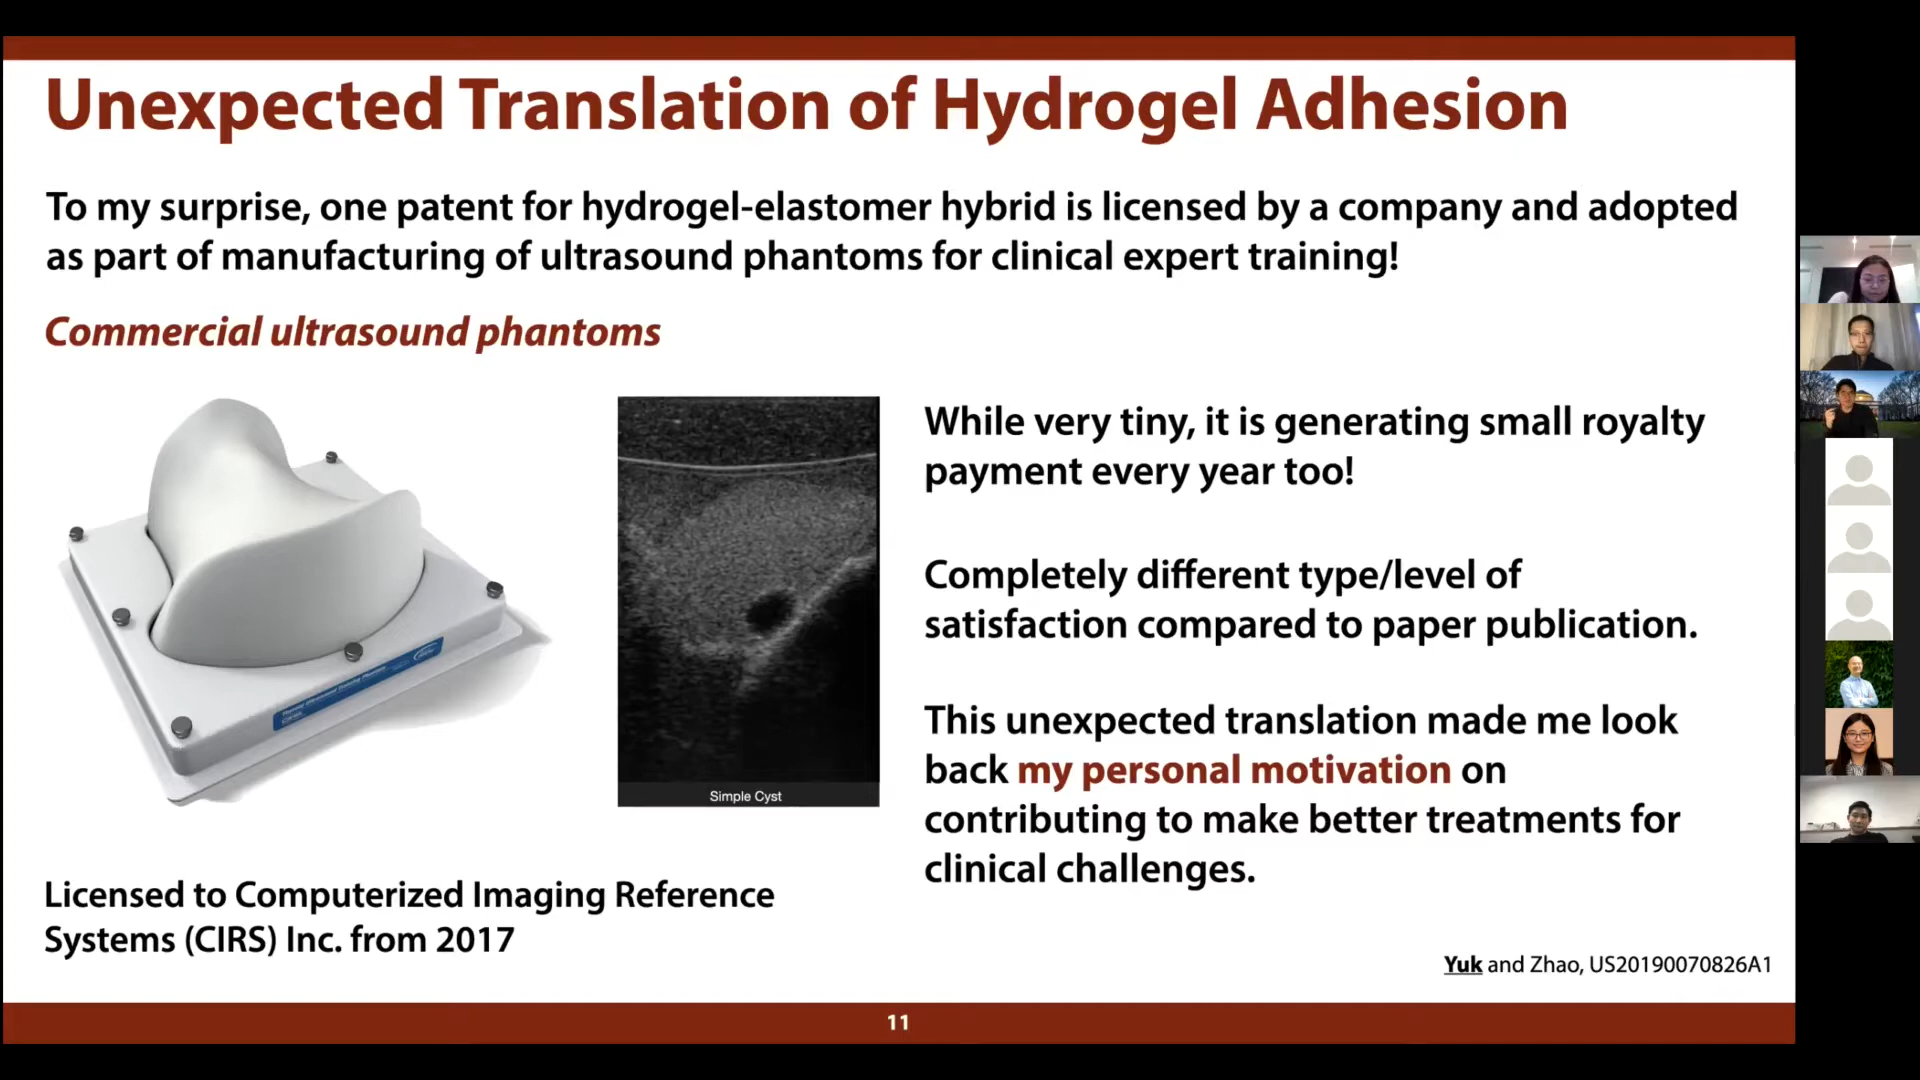 Unexpected Translation of Hydrogel Adhesion
To my surprise, one patent for hydrogel-elastomer hybrid is licensed by a company and adopted
as part of manufacturing of ultrasound phantoms for clinical expert training!
Commercial ultrasound phantoms
Simple Cyst
Licensed to Computerized Imaging Reference
Systems (CIRS) Inc. from 2017
While very tiny, it is generating small royalty
payment every year too!
Completely different type/level of
satisfaction compared to paper publication.
This unexpected translation made me look
back my personal motivation on
contributing to make better treatments for
clinical challenges.
Yuk and Zhao, US20190070826A1
11